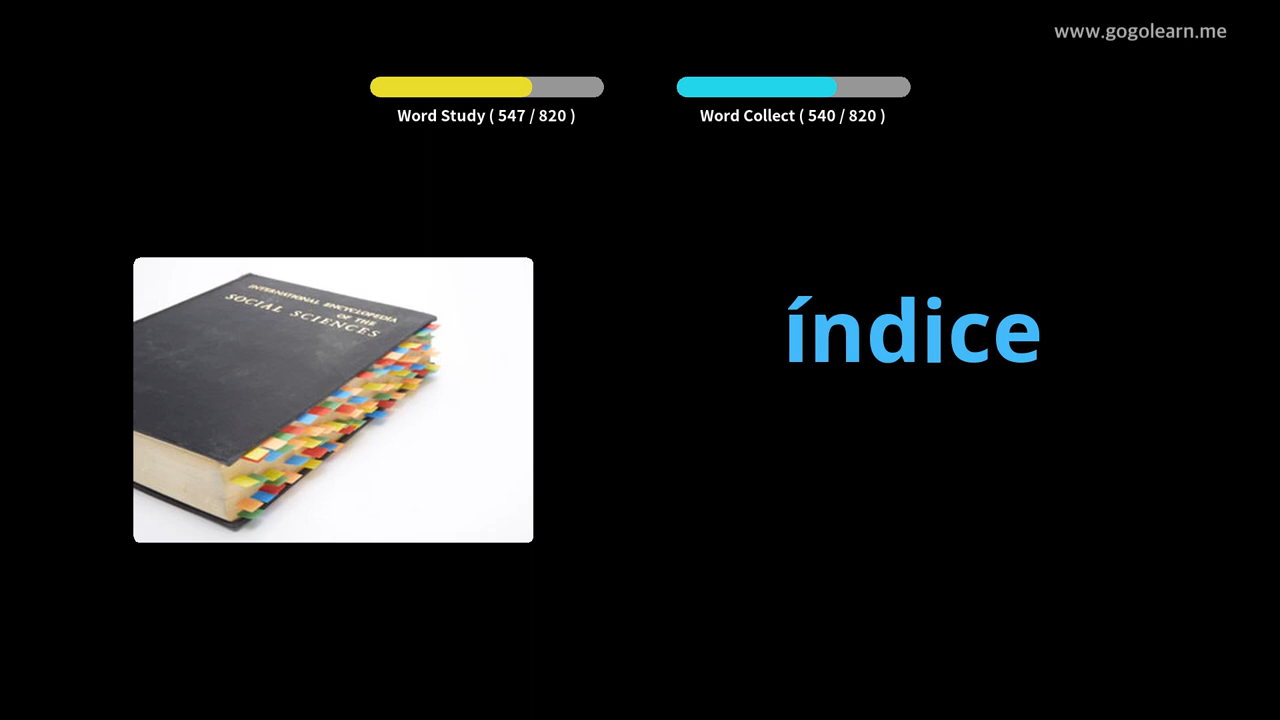 www.gogolearn.me
Word Study ( 547 / 820 )
Word Collect ( 540 / 820 )
INTERNATIONAL ENCYCLOPEDIA
OF THE
SOCIAL SCIENCES
índice